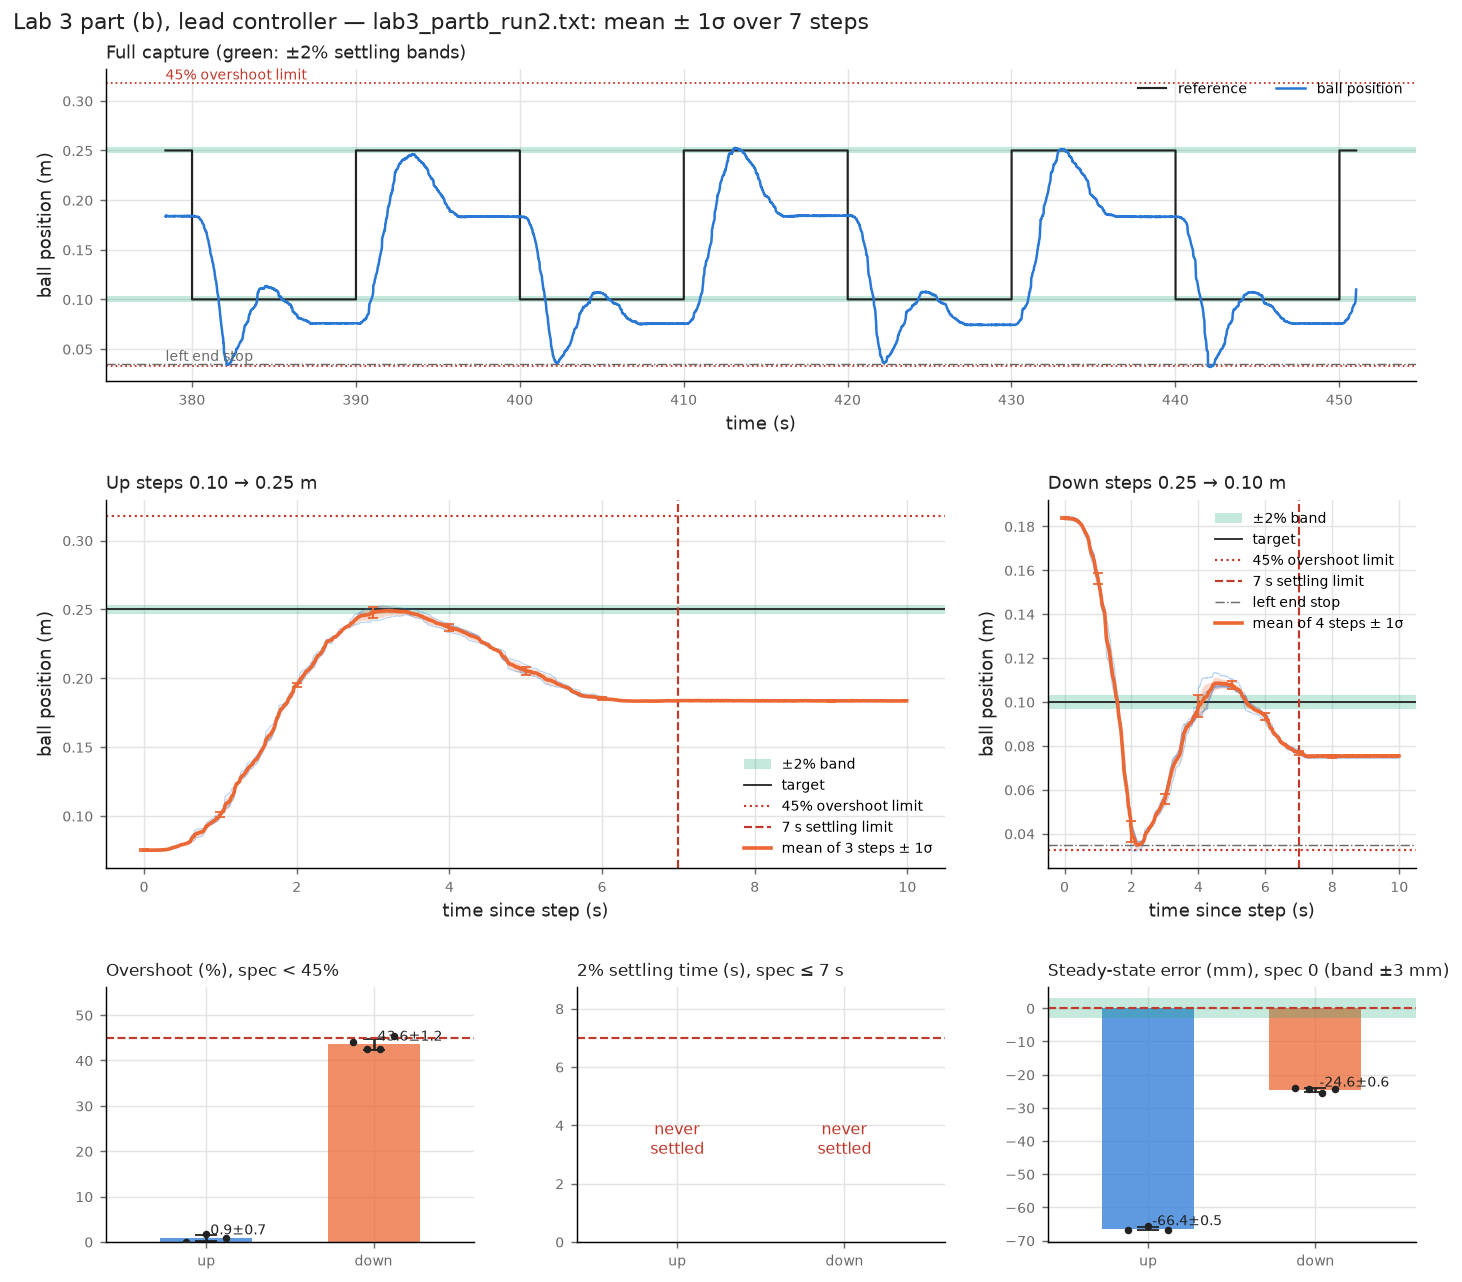 Lab 3 part (b), lead controller — lab3_partb_run2.txt: mean ± 1σ over 7 steps
Full capture (green: ±2% settling bands)
45% overshoot limit
reference
ball position
left end stop
ball position (m)
0.30
0.25
0.20
0.15
0.10
0.05
380
390
400
410
420
430
440
450
time (s)
Up steps 0.10 → 0.25 m
ball position (m)
0.30
0.25
0.20
0.15
0.10
±2% band
target
45% overshoot limit
7 s settling limit
mean of 3 steps ± 1σ
0
2
4
6
8
10
time since step (s)
Down steps 0.25 → 0.10 m
ball position (m)
0.18
0.16
0.14
0.12
0.10
0.08
0.06
0.04
±2% band
target
45% overshoot limit
7 s settling limit
left end stop
mean of 4 steps ± 1σ
0
2
4
6
8
10
time since step (s)
Overshoot (%), spec < 45%
50
40
30
20
10
0
43.6±1.2
0.9±0.7
up
down
2% settling time (s), spec ≤ 7 s
8
6
4
2
0
never
settled
never
settled
up
down
Steady-state error (mm), spec 0 (band ±3 mm)
0
−10
−20
−30
−40
−50
−60
−70
-24.6±0.6
-66.4±0.5
up
down